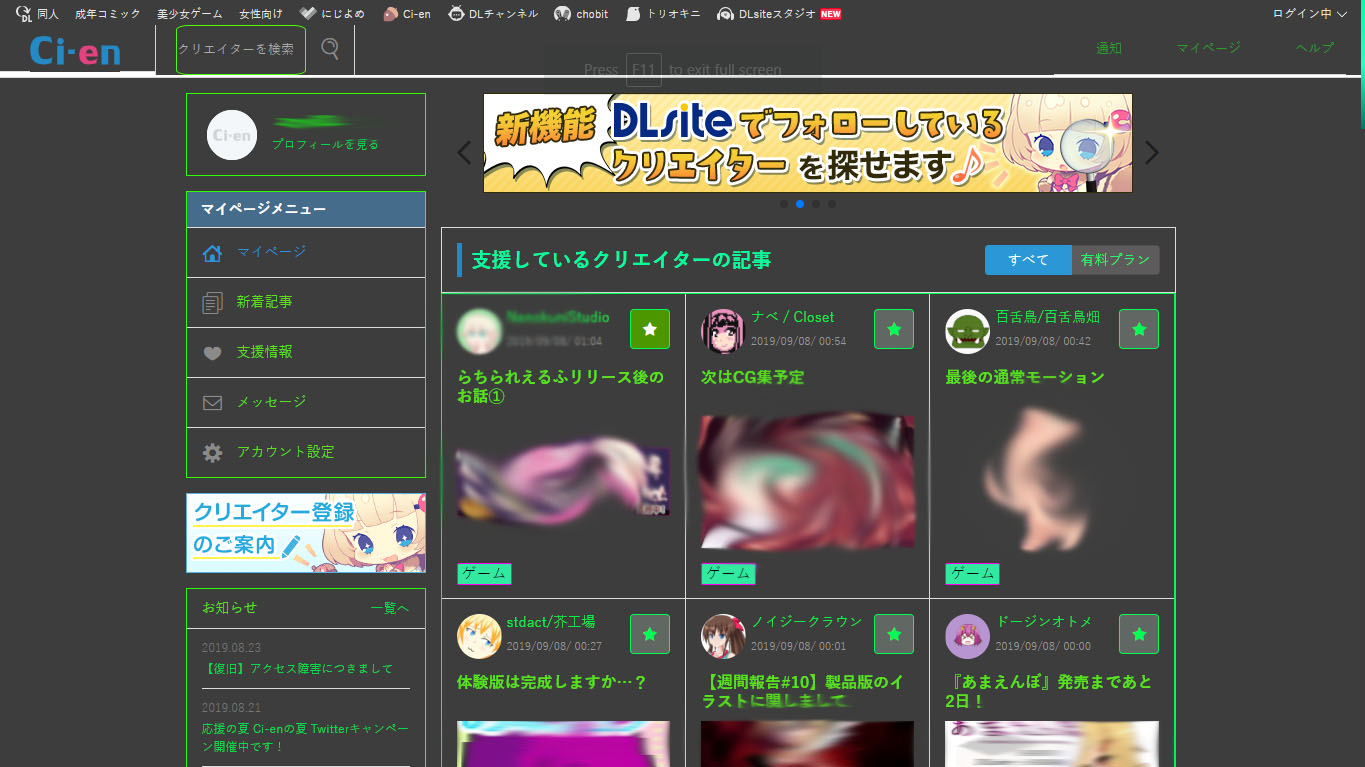 DL 同人 成年コミック 美少女ゲーム 女性向け にじよめ Ci-en DLチャンネル chobit トリオキニ DLsiteスタジオ NEW ログイン中
Ci-en クリエイターを検索 通知 マイページ ヘルプ
Press F11 to exit full screen
Ci-en
プロフィールを見る
新機能 DLsite でフォローしている
クリエイター を探せます♪
マイページメニュー
マイページ
新着記事
支援情報
メッセージ
アカウント設定
クリエイター登録
のご案内
お知らせ 一覧へ
2019.08.23
【復旧】アクセス障害につきまして
2019.08.21
応援の夏 Ci-enの夏 Twitterキャンペー
ン開催中です！
支援しているクリエイターの記事 すべて 有料プラン
NanokuniStudio
2019/09/08/ 01:04
らちられえるふリリース後の
お話①
ゲーム
ナベ / Closet
2019/09/08/ 00:54
次はCG集予定
ゲーム
百舌鳥/百舌鳥畑
2019/09/08/ 00:42
最後の通常モーション
ゲーム
stdact/芥工場
2019/09/08/ 00:27
体験版は完成しますか…？
ノイジークラウン
2019/09/08/ 00:01
【週間報告#10】製品版のイ
ラストに関しまして
ドージンオトメ
2019/09/08/ 00:00
『あまえんぼ』発売まであと
2日！